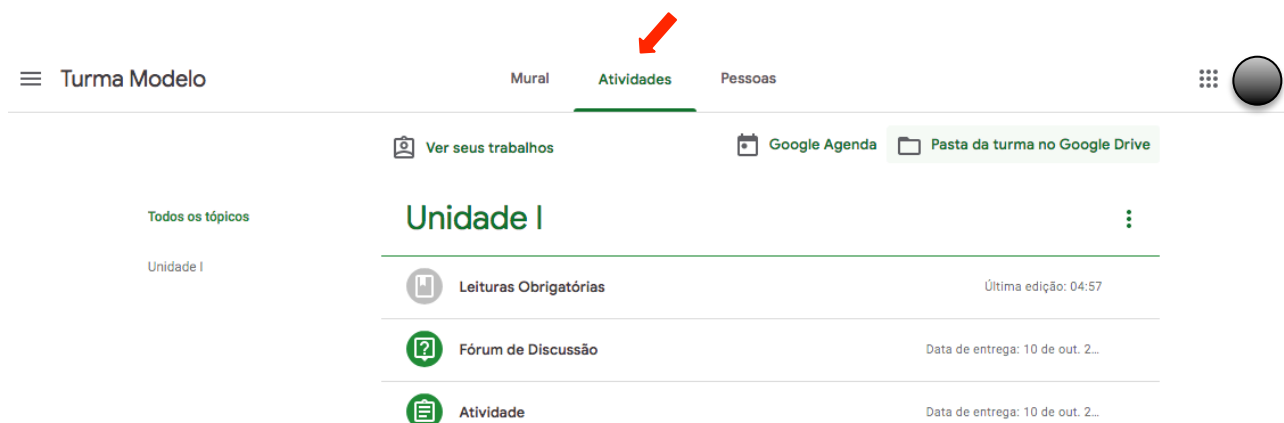 Turma Modelo
Mural Atividades Pessoas
Ver seus trabalhos
Google Agenda Pasta da turma no Google Drive
Todos os tópicos
Unidade I
Unidade I
Leituras Obrigatórias Última edição: 04:57
Fórum de Discussão Data de entrega: 10 de out. 2...
Atividade Data de entrega: 10 de out. 2...